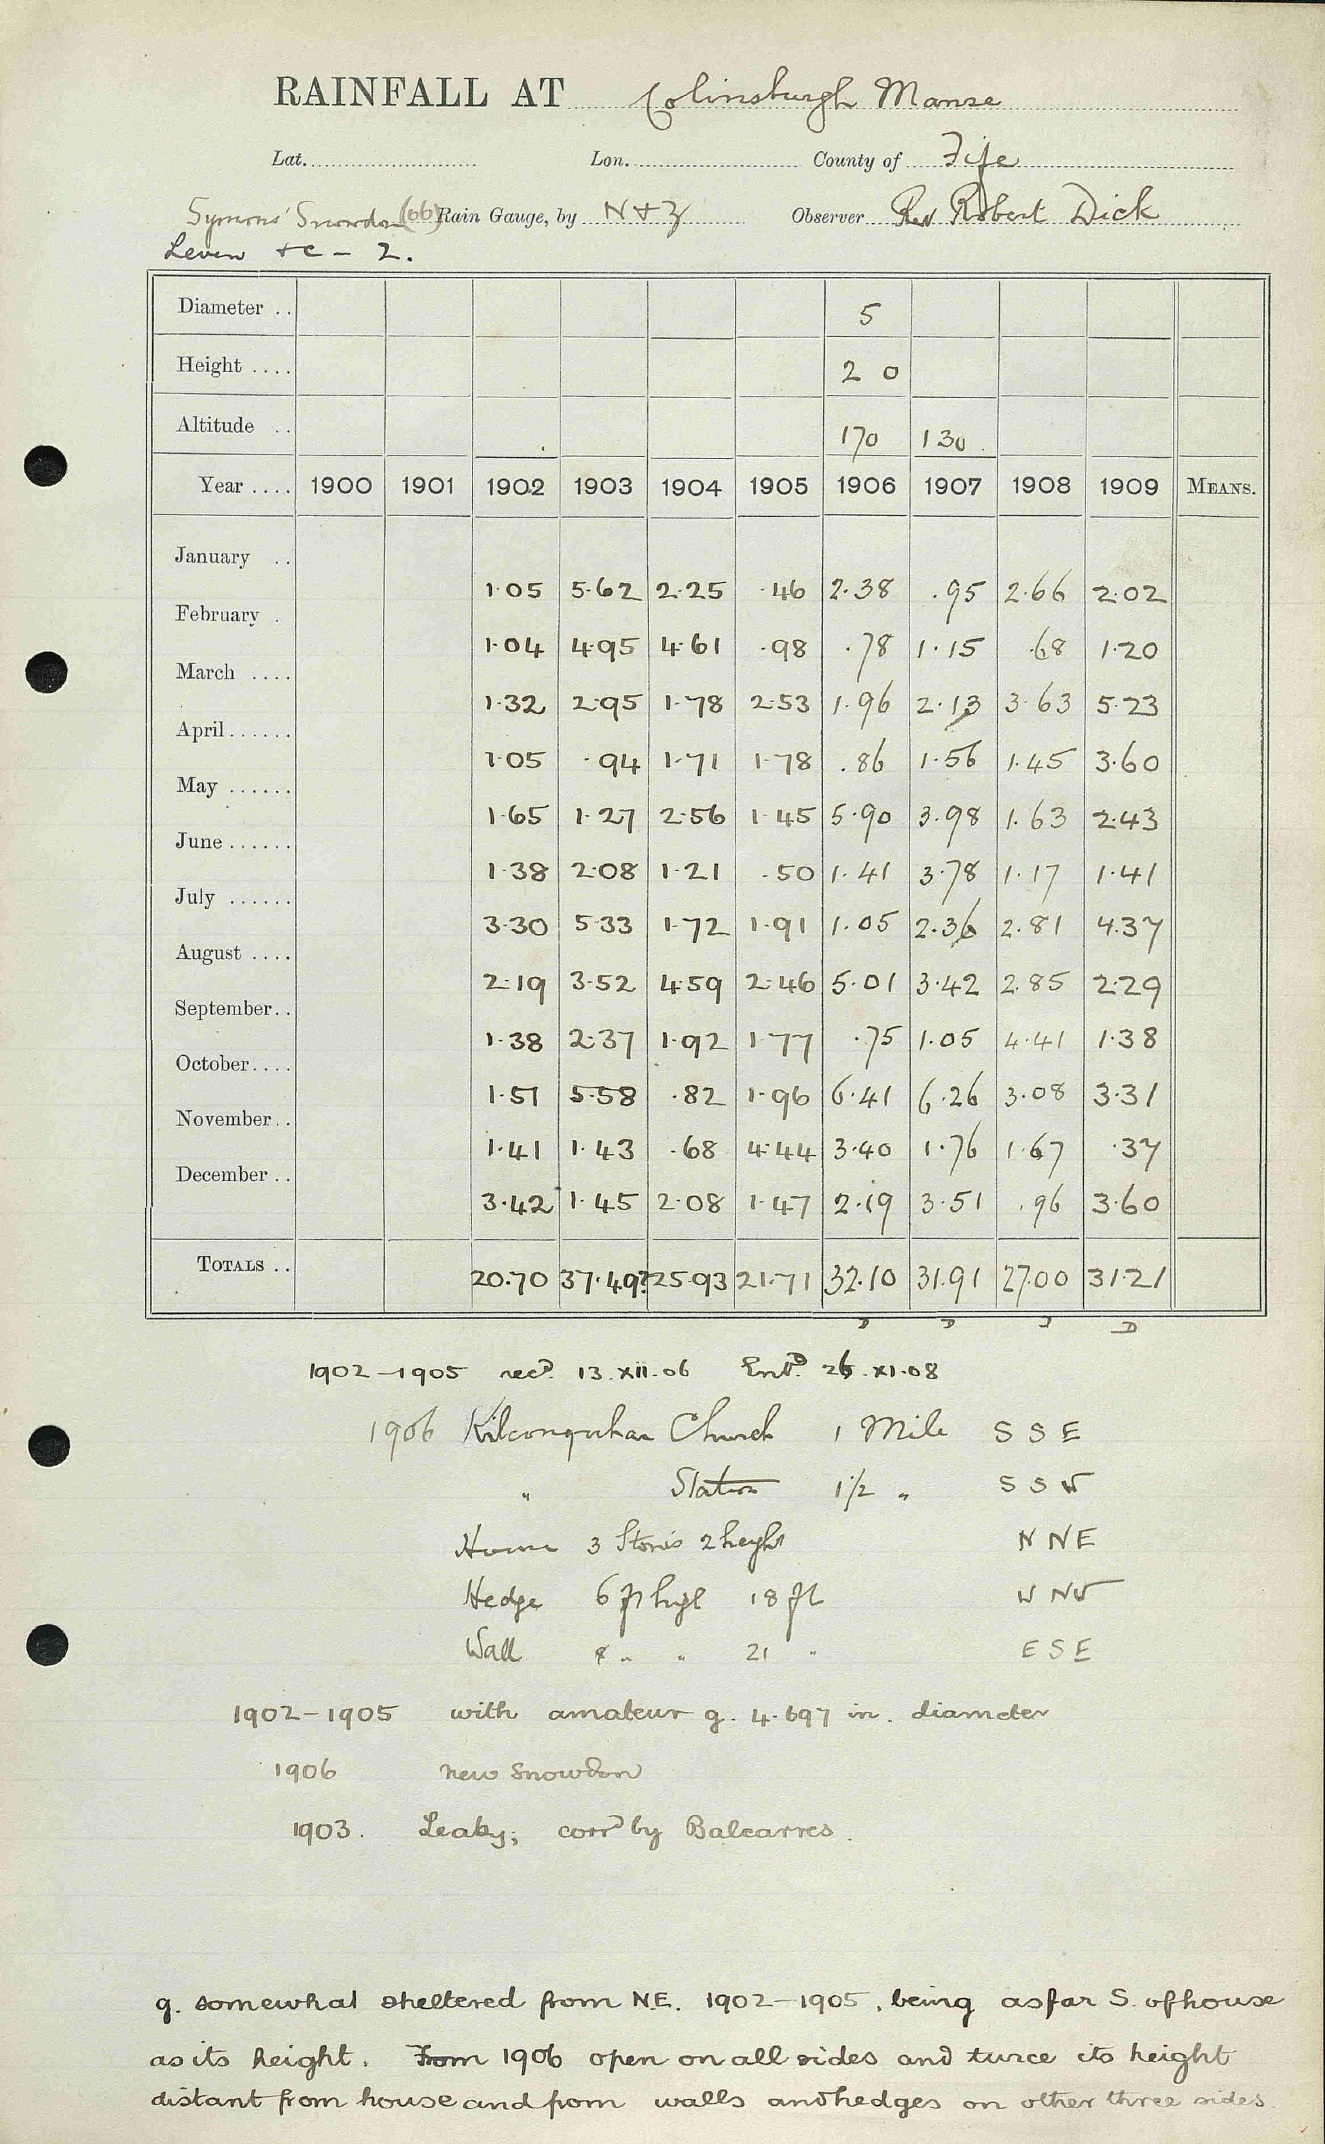 RAINFALL AT Colinsburgh Manse
Lat. Lon. County of Fife
Symons' Snowdon (06) Rain Gauge, by N & Z Observer Rev Robert Dick
Leven &c - 2.
Diameter .. 5
Height .... 2 0
Altitude .. 170 130
Year .... 1900 1901 1902 1903 1904 1905 1906 1907 1908 1909 MEANS.
January .. 1.05 5.62 2.25 .46 2.38 .95 2.66 2.02
February . 1.04 4.95 4.61 .98 .78 1.15 .68 1.20
March .... 1.32 2.95 1.78 2.53 1.96 2.13 3.63 5.23
April...... 1.05 .94 1.71 1.78 .86 1.56 1.45 3.60
May ...... 1.65 1.27 2.56 1.45 5.90 3.98 1.63 2.43
June...... 1.38 2.08 1.21 .50 1.41 3.78 1.17 1.41
July ...... 3.30 5.33 1.72 1.91 1.05 2.36 2.81 4.37
August .... 2.19 3.52 4.59 2.46 5.01 3.42 2.85 2.29
September.. 1.38 2.37 1.92 1.77 .75 1.05 4.41 1.38
October.... 1.51 5.58 .82 1.96 6.41 6.26 3.08 3.31
November.. 1.41 1.43 .68 4.44 3.40 1.76 1.67 .37
December .. 3.42 1.45 2.08 1.47 2.19 3.51 .96 3.60
TOTALS .. 20.70 37.49? 25.93 21.71 32.10 31.91 27.00 31.21
1902-1905 recd. 13.XII.06 Entd. 26.XI.08
1906 Kilconquhar Church 1 Mile S S E
" Station 1 1/2 " S S W
House 3 Stories 2 height N N E
Hedge 6 ft high 18 ft W N W
Wall " " 21 " E S E
1902-1905 with amateur g. 4.697 in. diameter
1906 new Snowdon
1903. Leaky; corrd by Balcarres.
g. somewhat sheltered from N.E. 1902-1905, being as far S. of house
as its height. From 1906 open on all sides and twice its height
distant from house and from walls and hedges on other three sides.